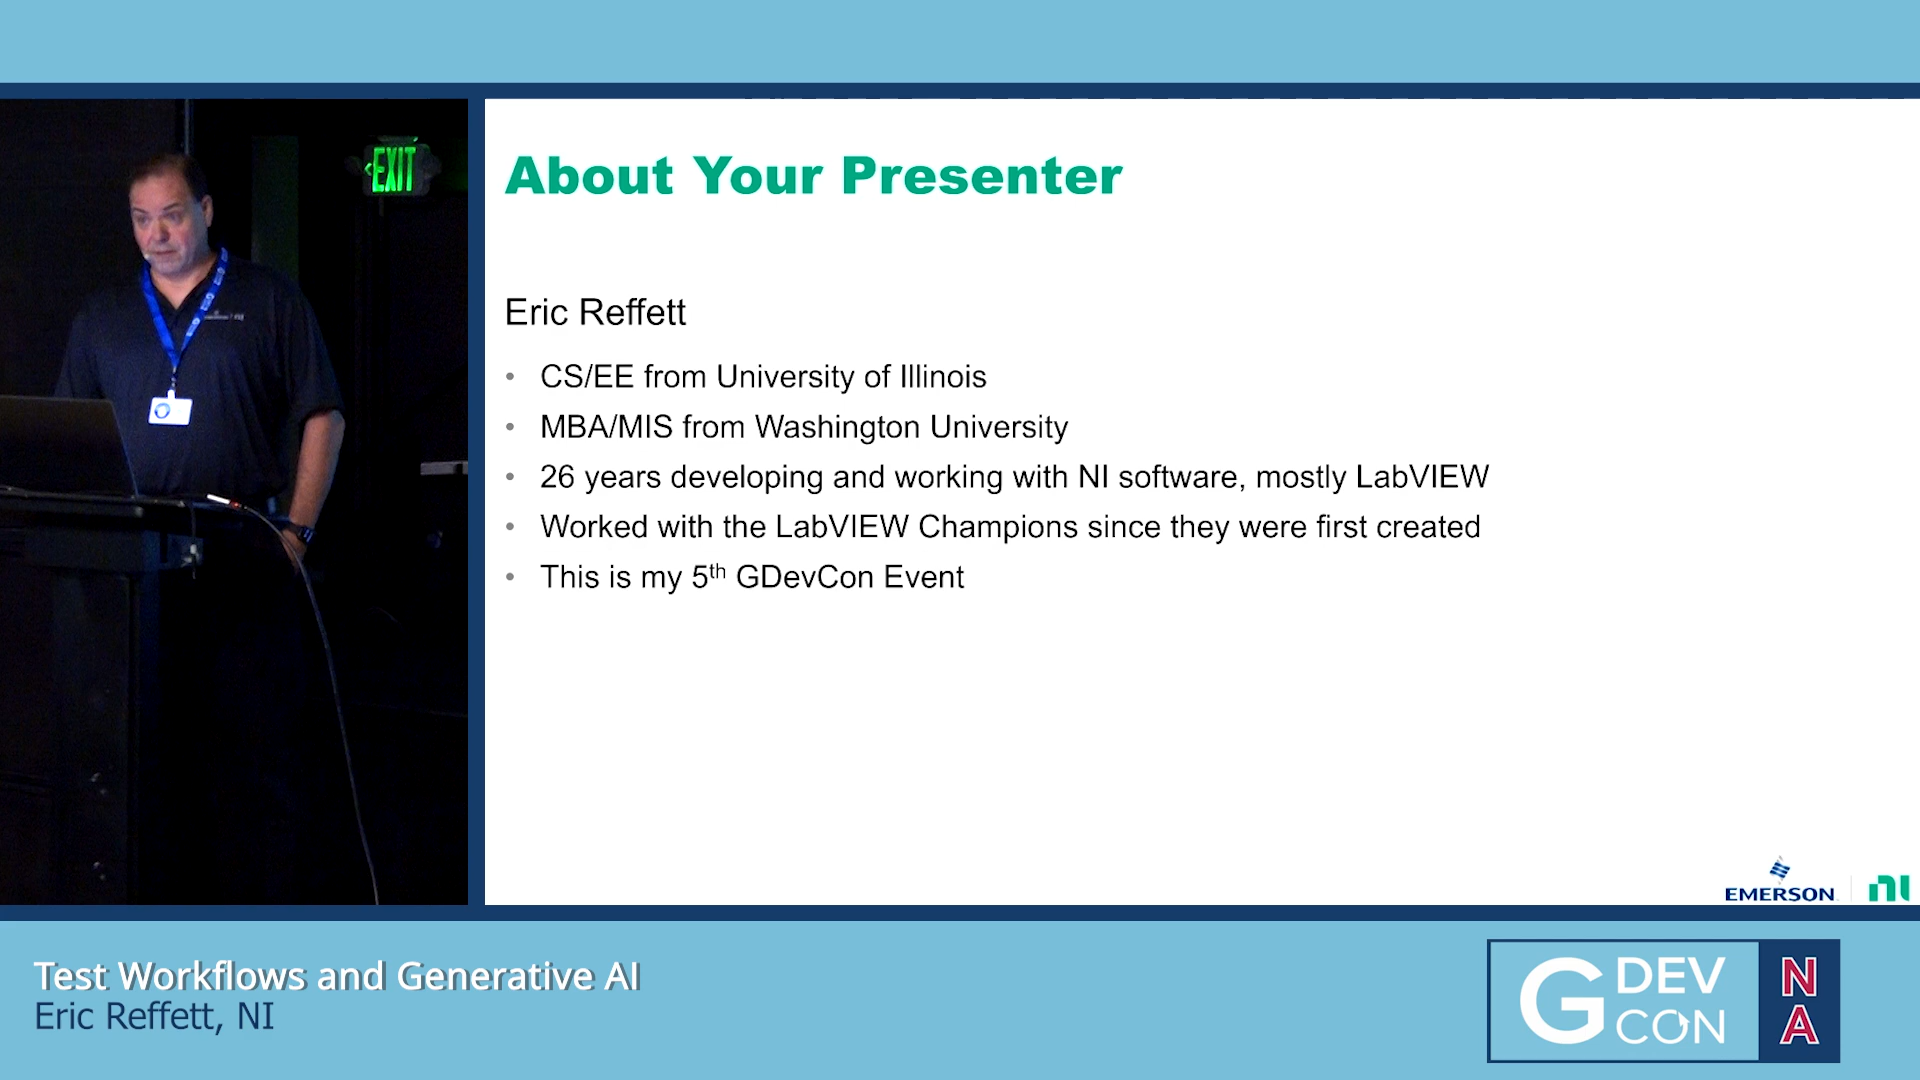 EXIT
About Your Presenter
Eric Reffett
• CS/EE from University of Illinois
• MBA/MIS from Washington University
• 26 years developing and working with NI software, mostly LabVIEW
• Worked with the LabVIEW Champions since they were first created
• This is my 5th GDevCon Event
EMERSON
ni
Test Workflows and Generative AI
Eric Reffett, NI
G DEV CON
NA